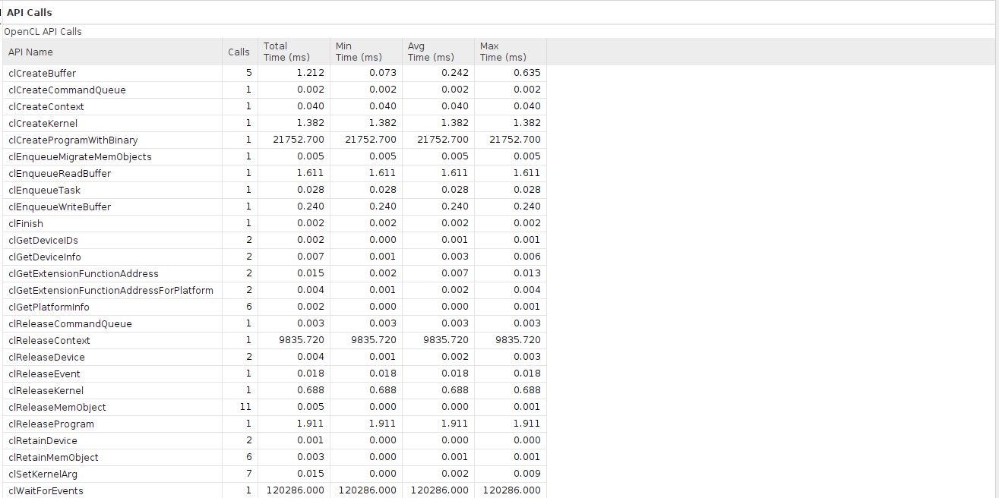 API Calls
OpenCL API Calls
API Name Calls Total Time (ms) Min Time (ms) Avg Time (ms) Max Time (ms)
clCreateBuffer 5 1.212 0.073 0.242 0.635
clCreateCommandQueue 1 0.002 0.002 0.002 0.002
clCreateContext 1 0.040 0.040 0.040 0.040
clCreateKernel 1 1.382 1.382 1.382 1.382
clCreateProgramWithBinary 1 21752.700 21752.700 21752.700 21752.700
clEnqueueMigrateMemObjects 1 0.005 0.005 0.005 0.005
clEnqueueReadBuffer 1 1.611 1.611 1.611 1.611
clEnqueueTask 1 0.028 0.028 0.028 0.028
clEnqueueWriteBuffer 1 0.240 0.240 0.240 0.240
clFinish 1 0.002 0.002 0.002 0.002
clGetDeviceIDs 2 0.002 0.000 0.001 0.001
clGetDeviceInfo 2 0.007 0.001 0.003 0.006
clGetExtensionFunctionAddress 2 0.015 0.002 0.007 0.013
clGetExtensionFunctionAddressForPlatform 2 0.004 0.001 0.002 0.004
clGetPlatformInfo 6 0.002 0.000 0.000 0.001
clReleaseCommandQueue 1 0.003 0.003 0.003 0.003
clReleaseContext 1 9835.720 9835.720 9835.720 9835.720
clReleaseDevice 2 0.004 0.001 0.002 0.003
clReleaseEvent 1 0.018 0.018 0.018 0.018
clReleaseKernel 1 0.688 0.688 0.688 0.688
clReleaseMemObject 11 0.005 0.000 0.000 0.001
clReleaseProgram 1 1.911 1.911 1.911 1.911
clRetainDevice 2 0.001 0.000 0.000 0.000
clRetainMemObject 6 0.003 0.000 0.001 0.001
clSetKernelArg 7 0.015 0.000 0.002 0.009
clWaitForEvents 1 120286.000 120286.000 120286.000 120286.000